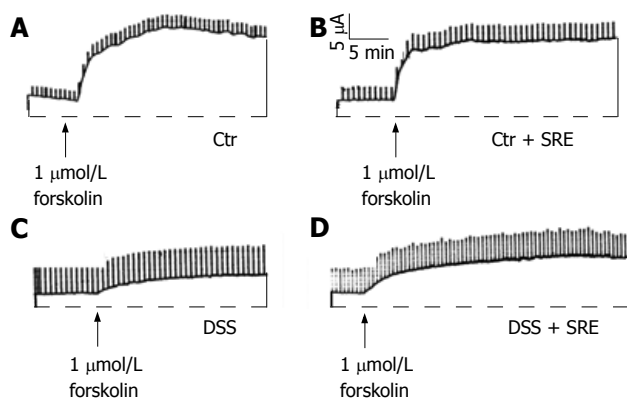 A
Ctr
1 μmol/L
forskolin
B
5 μA
5 min
Ctr + SRE
1 μmol/L
forskolin
C
DSS
1 μmol/L
forskolin
D
DSS + SRE
1 μmol/L
forskolin